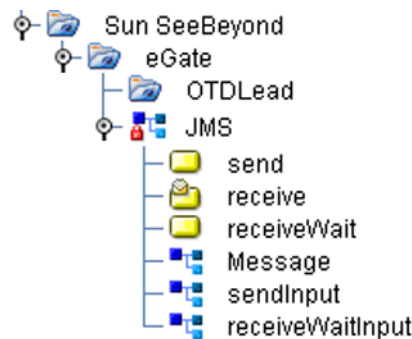 Sun SeeBeyond
eGate
OTDLead
JMS
send
receive
receiveWait
Message
sendInput
receiveWaitInput